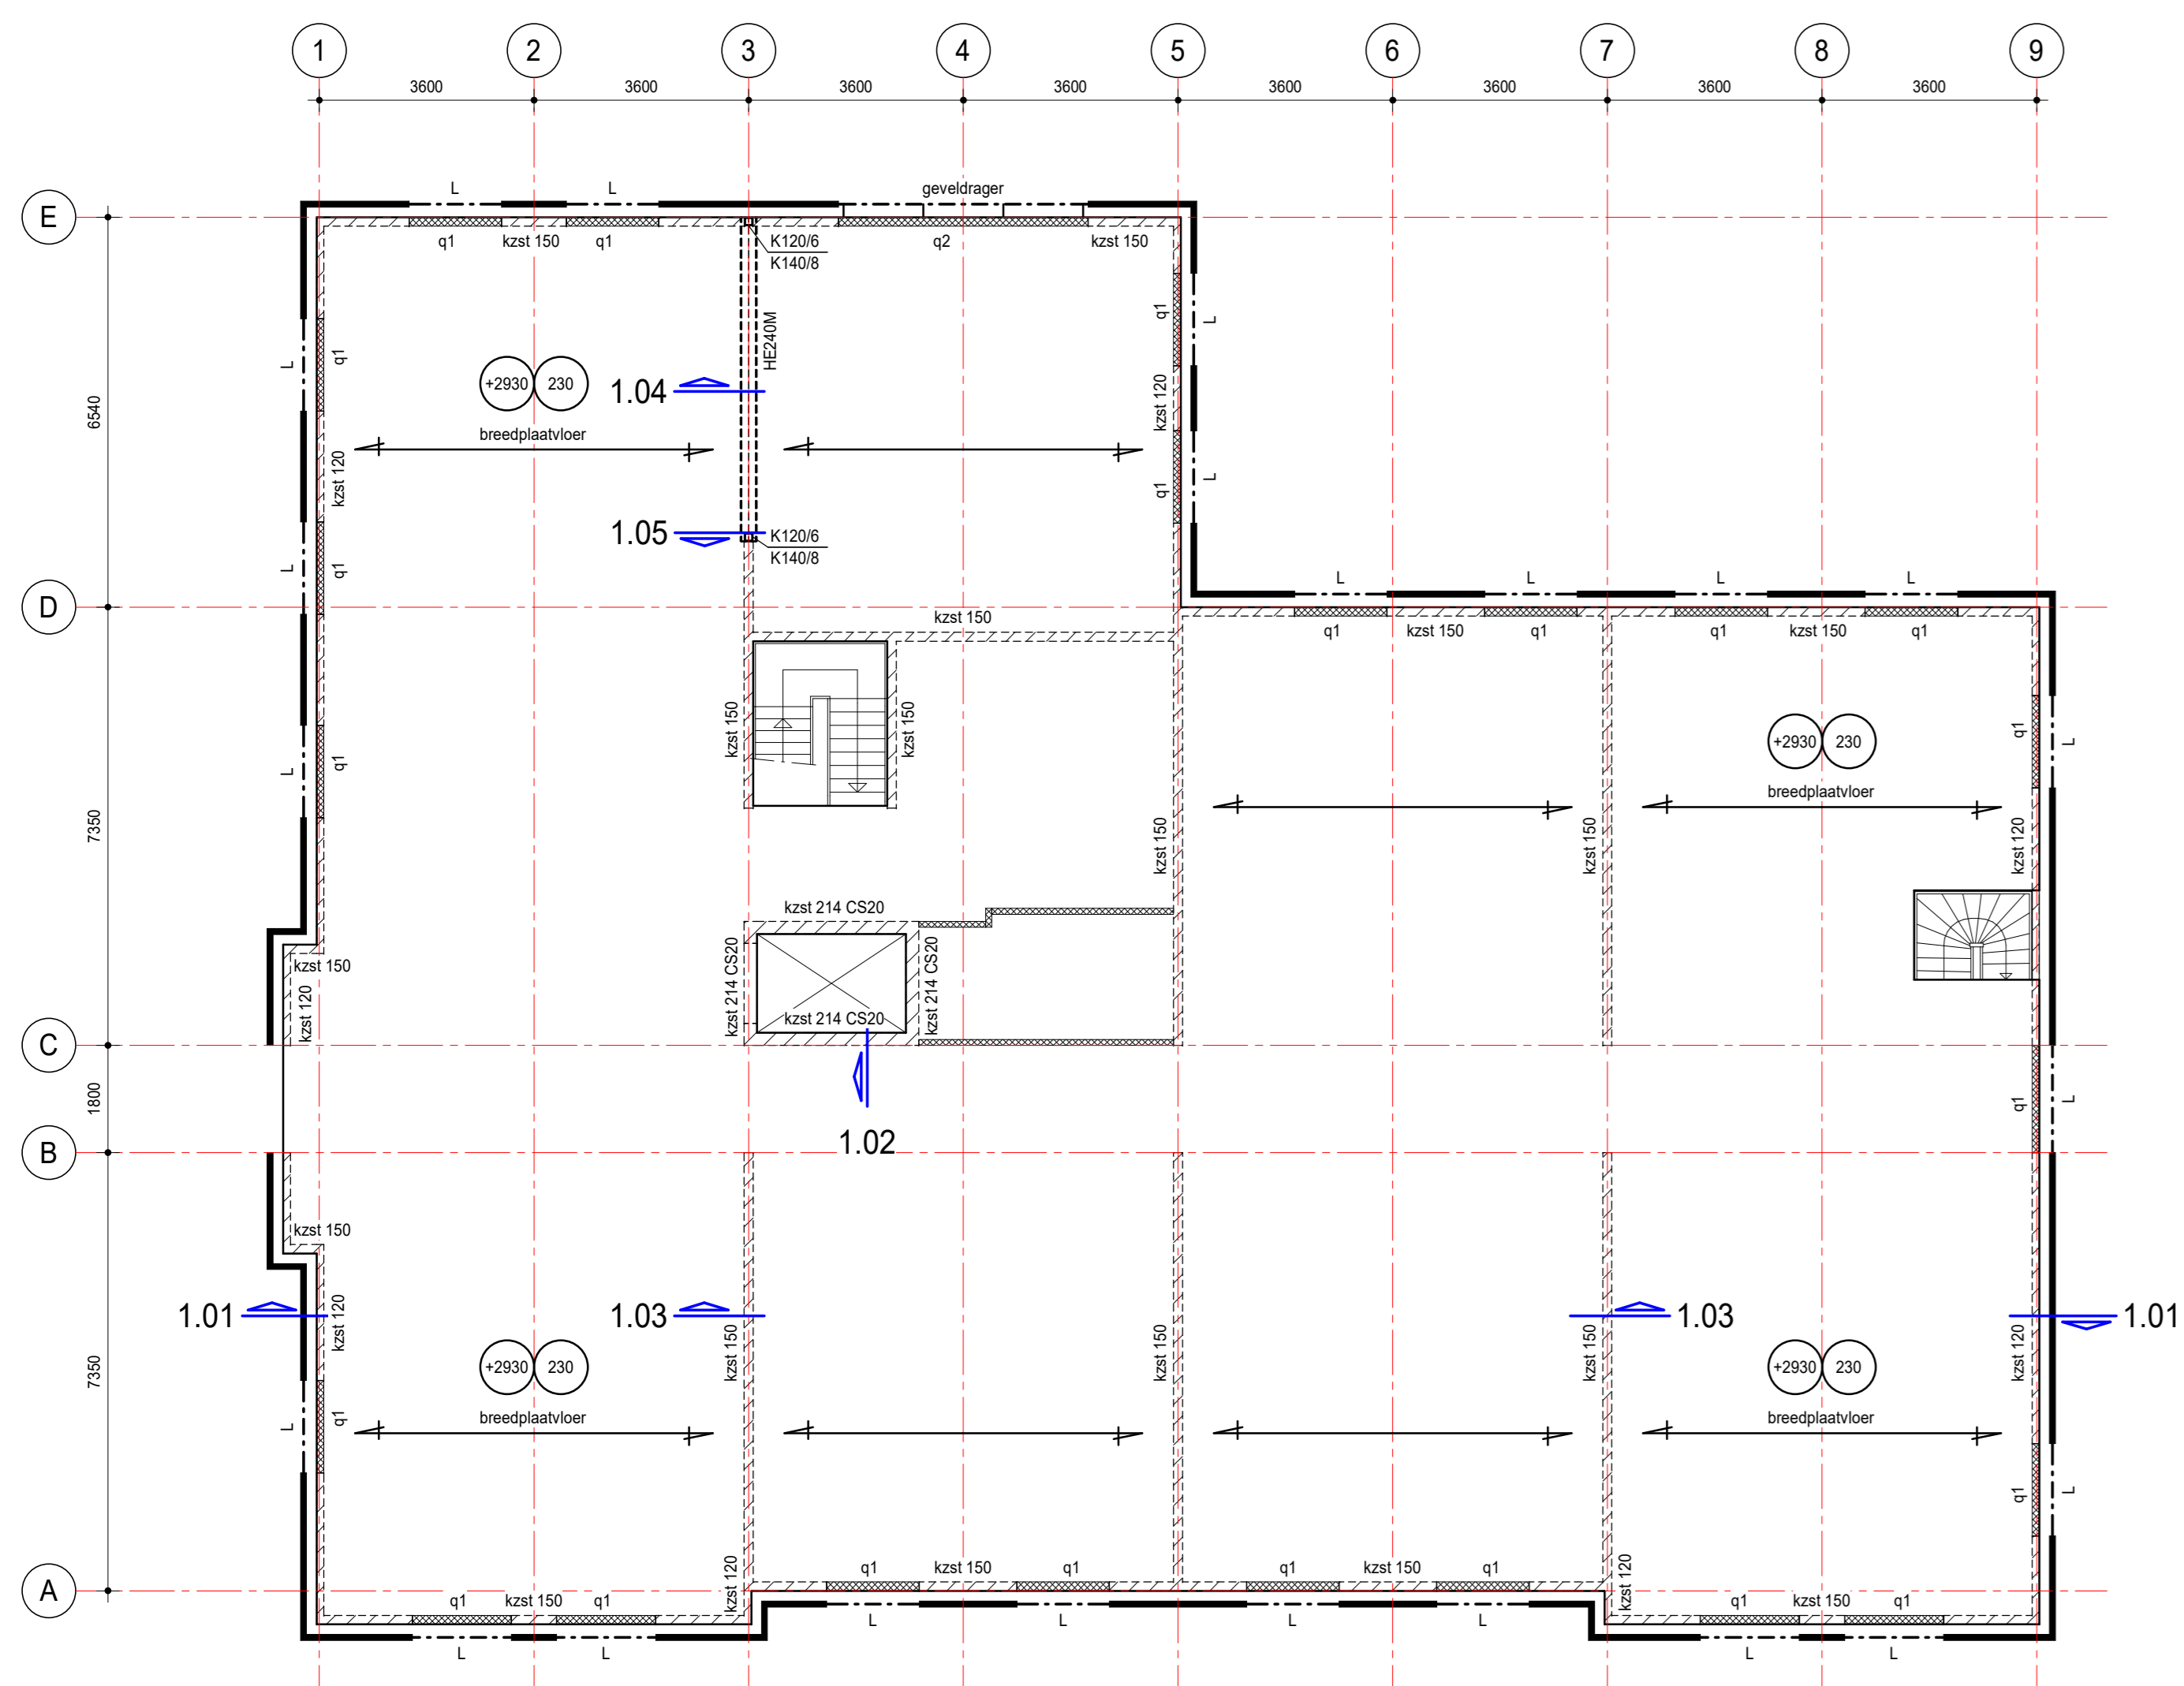 1 2 3 4 5 6 7 8 9
3600 3600 3600 3600 3600 3600 3600 3600
L L geveldrager
E
q1 kzst 150 q1 K120/6 q2 kzst 150
K140/8
q1 L
HE240M
L q1
+2930 230
1.04
6540
kzst 120
breedplaatvloer
kzst 120
q1 L
1.05 K120/6
K140/8
L q1
L L L L
D
kzst 150
q1 kzst 150 q1 q1 kzst 150 q1
kzst 150 kzst 150
L q1
+2930 230
q1 L
breedplaatvloer
7350
kzst 150 kzst 150 kzst 120
kzst 214 CS20
kzst 150
kzst 120
kzst 214 CS20 kzst 214 CS20
kzst 214 CS20
C
1800
q1 L
1.02
B
kzst 150
1.01 kzst 120
1.03 kzst 150
kzst 150
kzst 150 1.03
kzst 120 1.01
7350
+2930 230
+2930 230
breedplaatvloer
breedplaatvloer
L q1
q1 L
q1 kzst 150 q1 q1 kzst 150 q1
kzst 120 kzst 120
A
q1 kzst 150 q1 q1 kzst 150 q1
L L L L
L L L L